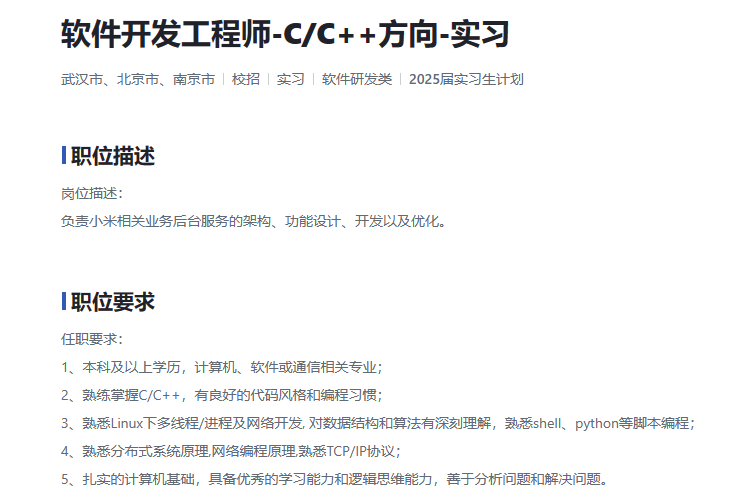 软件开发工程师-C/C++方向-实习
武汉市、北京市、南京市 | 校招 | 实习 | 软件研发类 | 2025届实习生计划
职位描述
岗位描述:
负责小米相关业务后台服务的架构、功能设计、开发以及优化。
职位要求
任职要求:
1、本科及以上学历，计算机、软件或通信相关专业；
2、熟练掌握C/C++，有良好的代码风格和编程习惯；
3、熟悉Linux下多线程/进程及网络开发, 对数据结构和算法有深刻理解，熟悉shell、python等脚本编程；
4、熟悉分布式系统原理,网络编程原理,熟悉TCP/IP协议；
5、扎实的计算机基础，具备优秀的学习能力和逻辑思维能力，善于分析问题和解决问题。